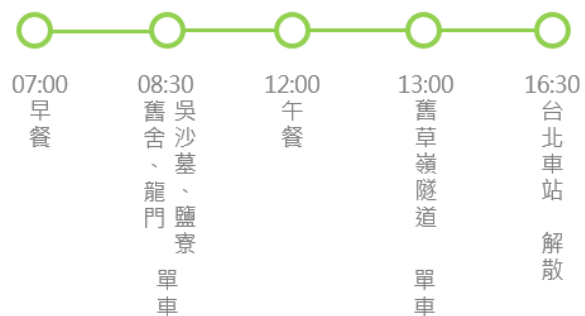 07:00
早餐
08:30
吳沙墓、鹽寮
舊舍、龍門
單車
12:00
午餐
13:00
舊草嶺隧道
單車
16:30
台北車站
解散